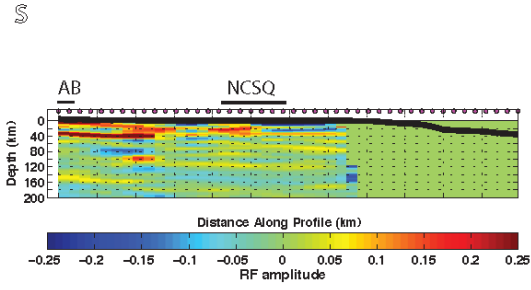 S
AB NCSQ
Depth (km)
0
40
80
120
160
200
Distance Along Profile (km)
−0.25 −0.2 −0.15 −0.1 −0.05 0 0.05 0.1 0.15 0.2 0.25
RF amplitude